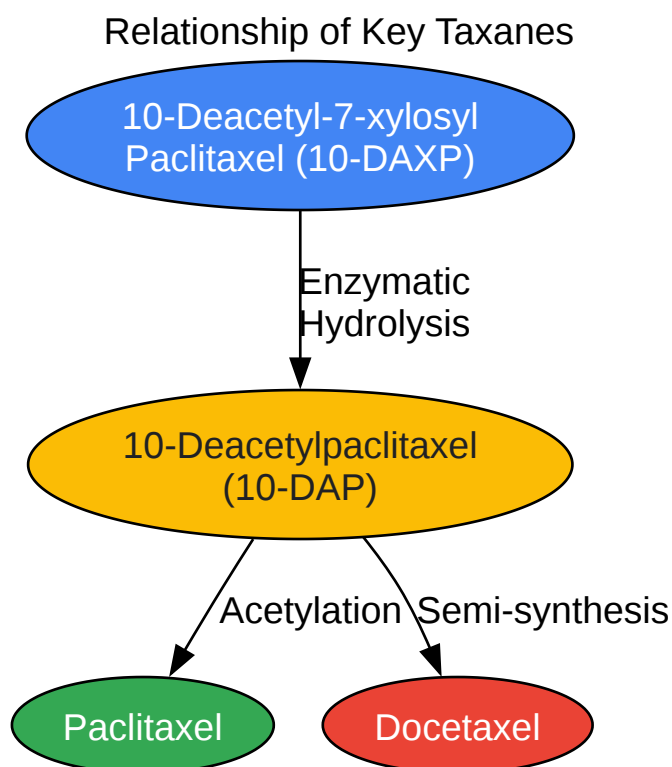 Relationship of Key Taxanes
10-Deacetyl-7-xylosyl
Paclitaxel (10-DAXP)
Enzymatic
Hydrolysis
10-Deacetylpaclitaxel
(10-DAP)
Acetylation
Semi-synthesis
Paclitaxel
Docetaxel